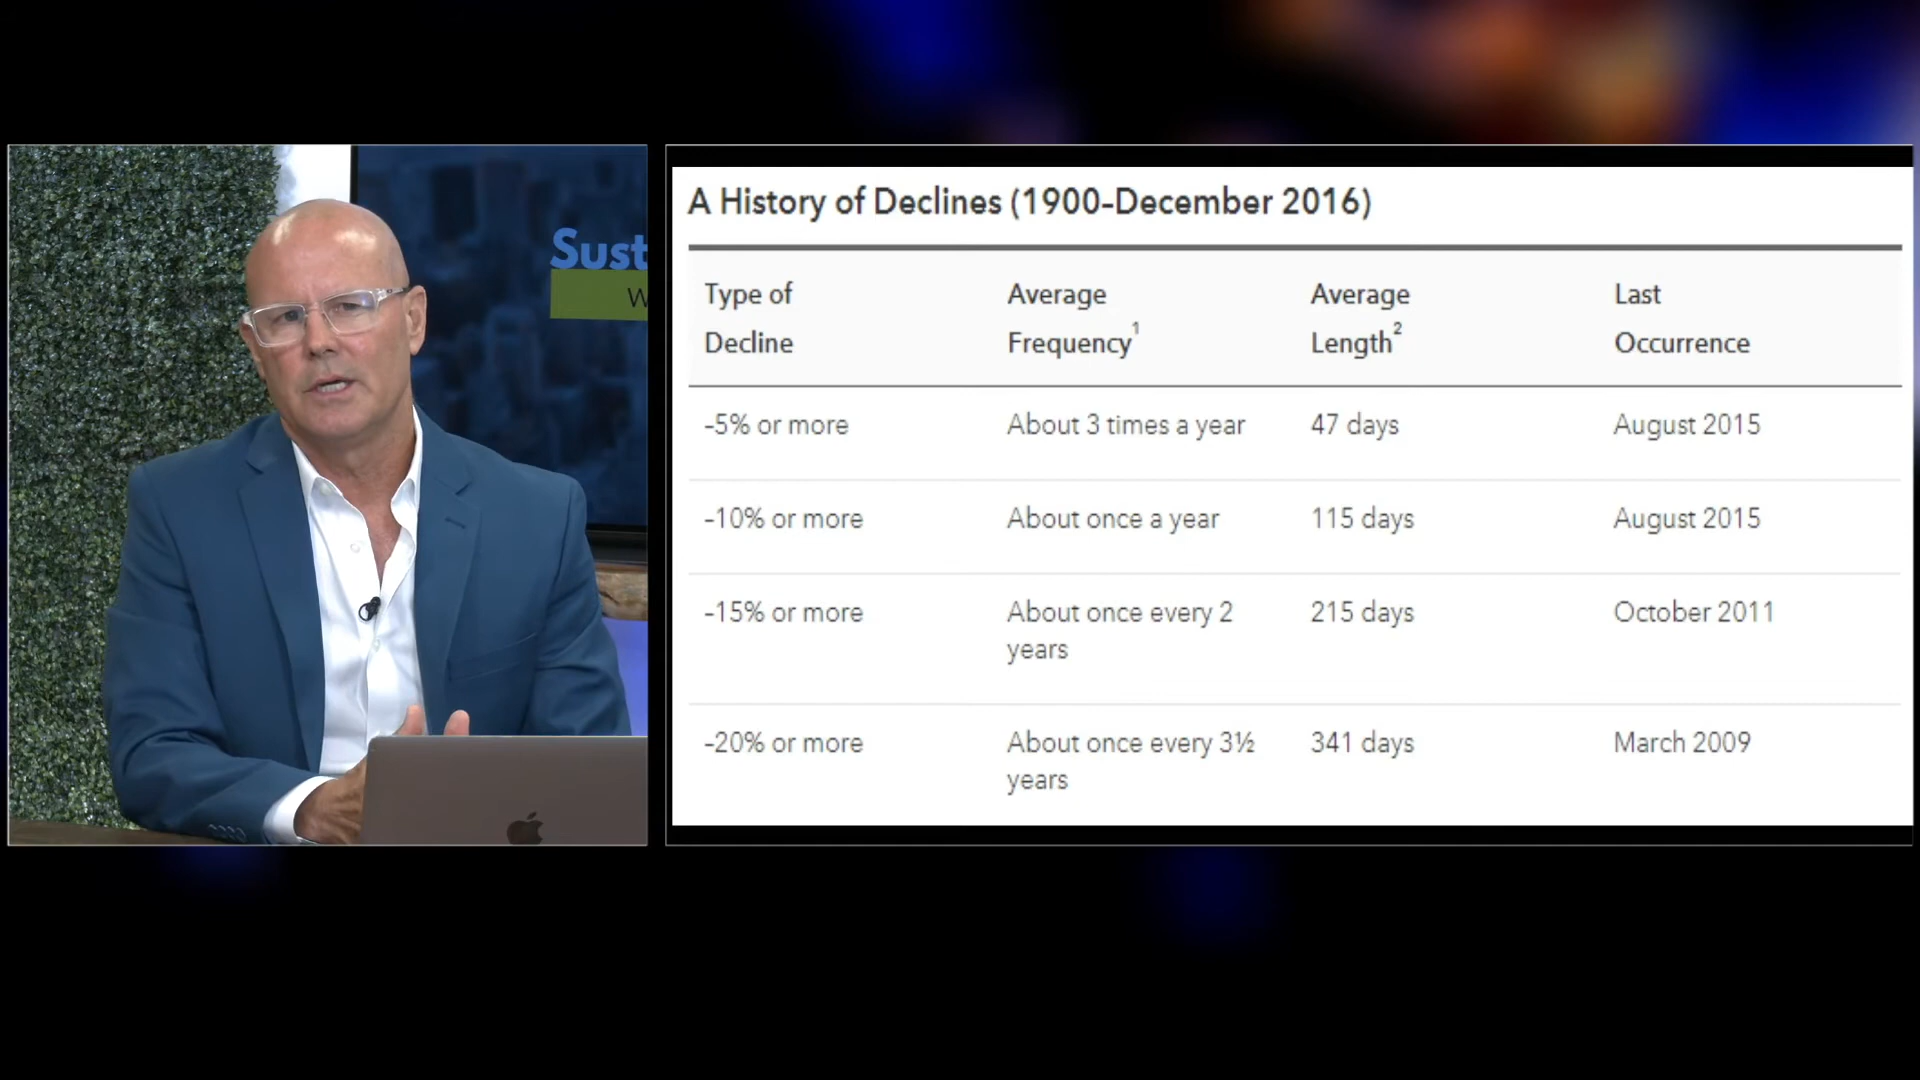 Sust
W
A History of Declines (1900–December 2016)
Type of Decline
Average Frequency¹
Average Length²
Last Occurrence
-5% or more
About 3 times a year
47 days
August 2015
-10% or more
About once a year
115 days
August 2015
-15% or more
About once every 2
years
215 days
October 2011
-20% or more
About once every 3½
years
341 days
March 2009